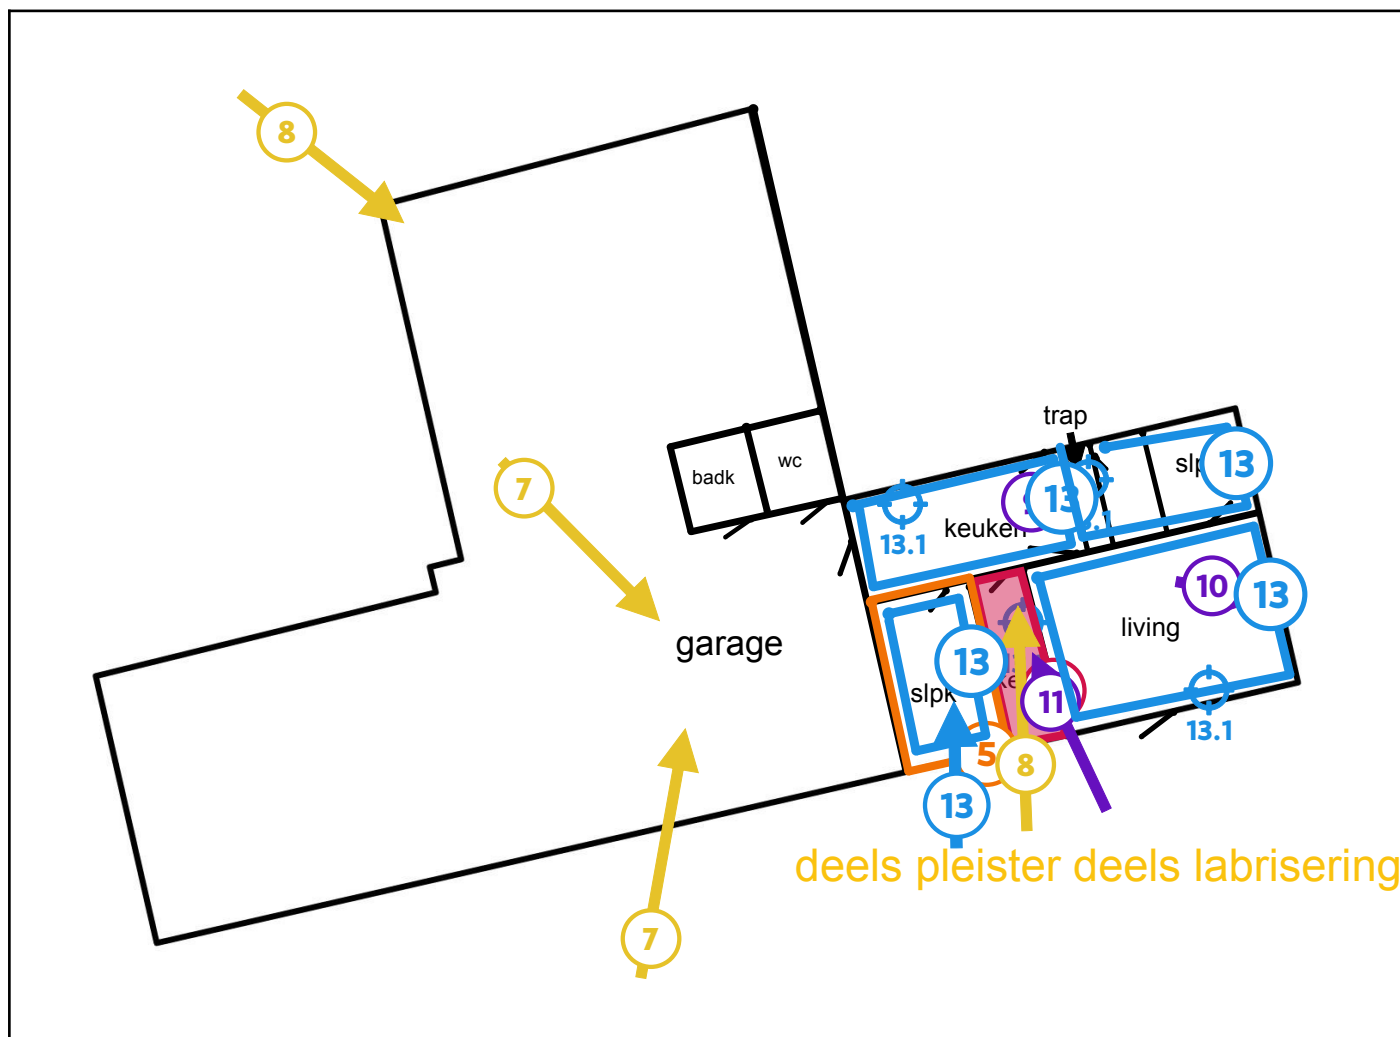 8
trap
13
7
badk
wc
slp
13
13.1
keuken
10
13
living
garage
13
slpk
11
13.1
5
8
13
deels pleister deels labrisering
7